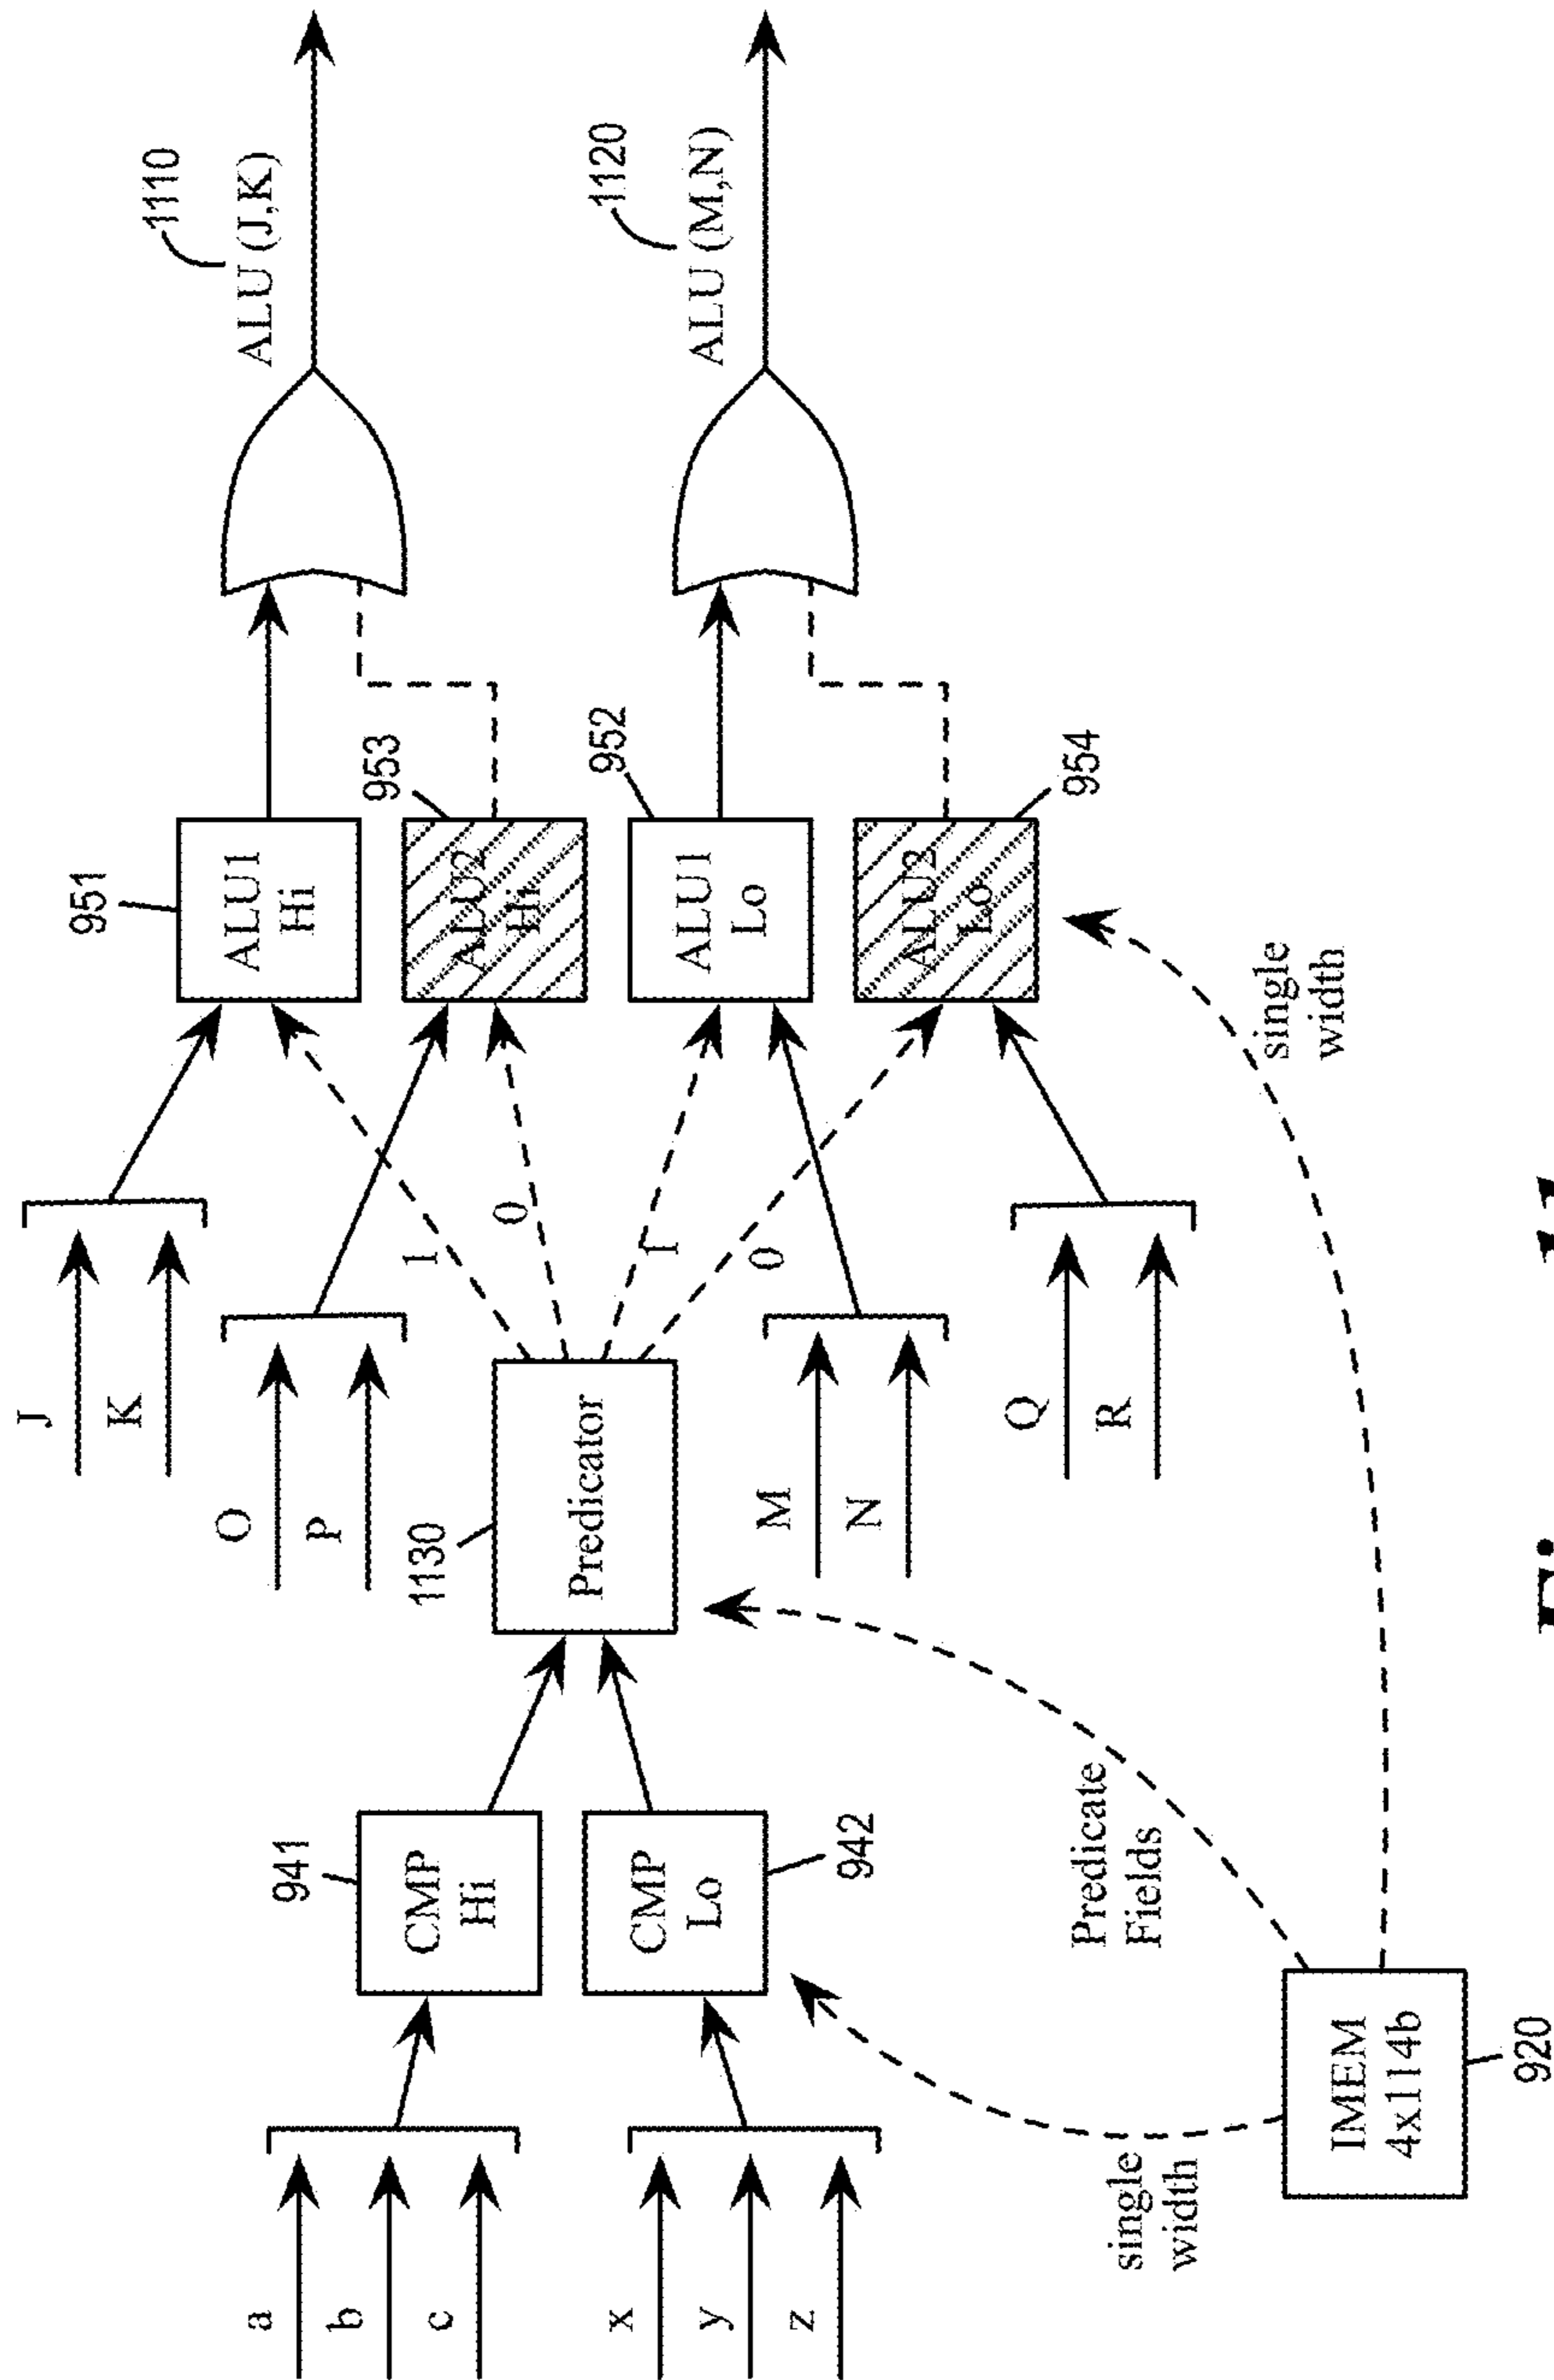 a
b
c
x
y
z
941
CMP
Hi
CMP
Lo
942
single
width
IMEM
4x114b
920
Predicate
Fields
1130
Predicator
J
K
O
P
M
N
Q
R
1
0
1
0
single
width
951
ALU1
Hi
953
ALU2
Hi
952
ALU1
Lo
954
ALU2
Lo
1110
ALU (J,K)
1120
ALU (M,N)